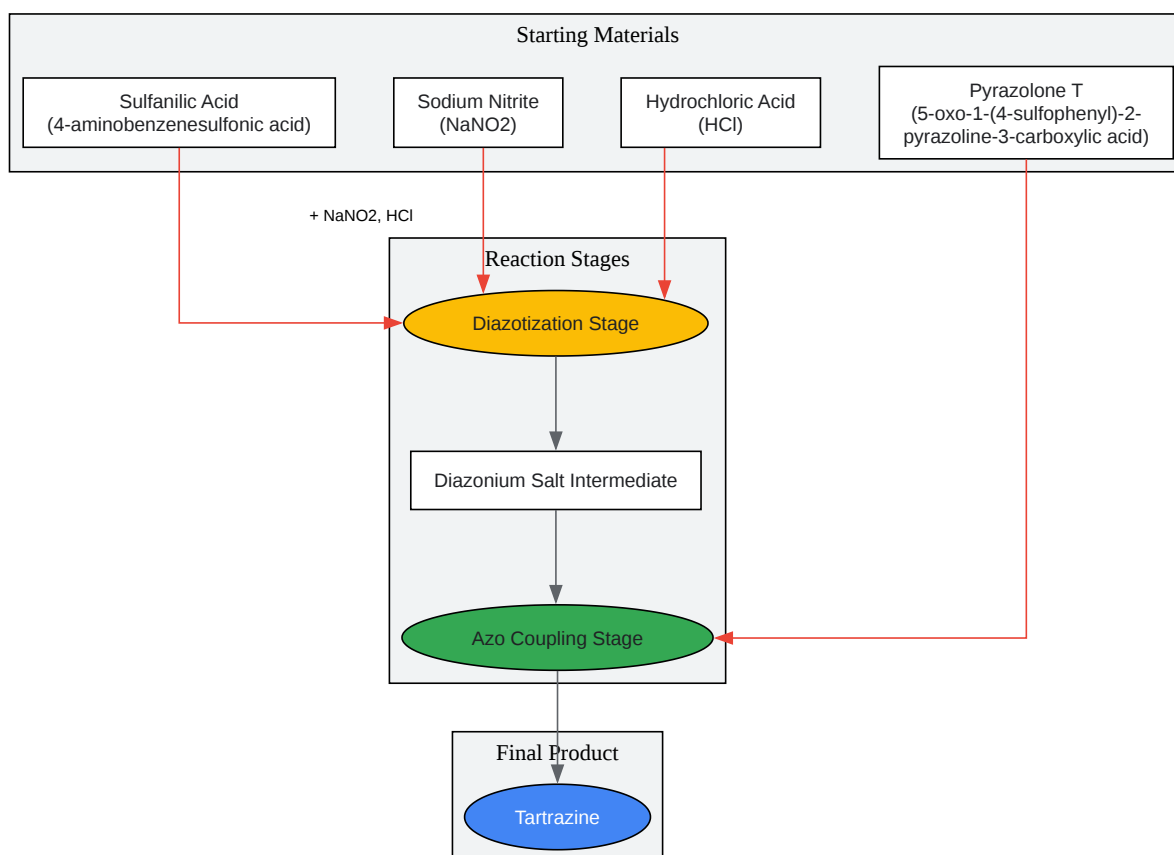 Starting Materials
Sulfanilic Acid
(4-aminobenzenesulfonic acid)
Sodium Nitrite
(NaNO2)
Hydrochloric Acid
(HCl)
Pyrazolone T
(5-oxo-1-(4-sulfophenyl)-2-
pyrazoline-3-carboxylic acid)
+ NaNO2, HCl
Reaction Stages
Diazotization Stage
Diazonium Salt Intermediate
Azo Coupling Stage
Final Product
Tartrazine